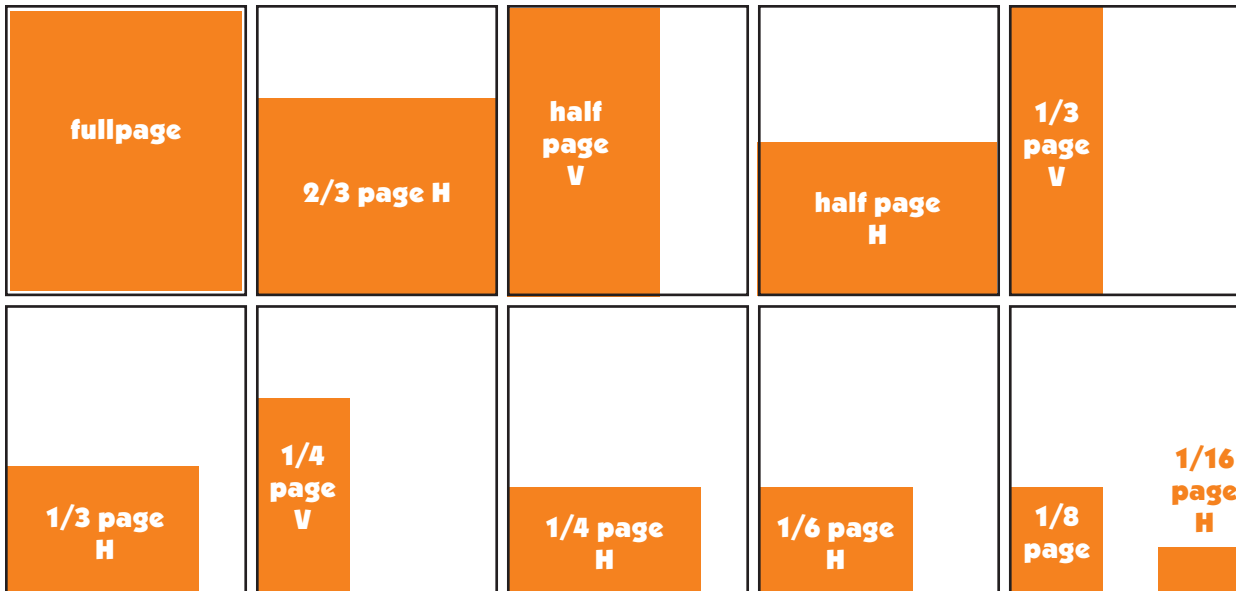 fullpage
2/3 page H
half
page
V
half page
H
1/3
page
V
1/3 page
H
1/4
page
V
1/4 page
H
1/6 page
H
1/8
page
1/16
page
H